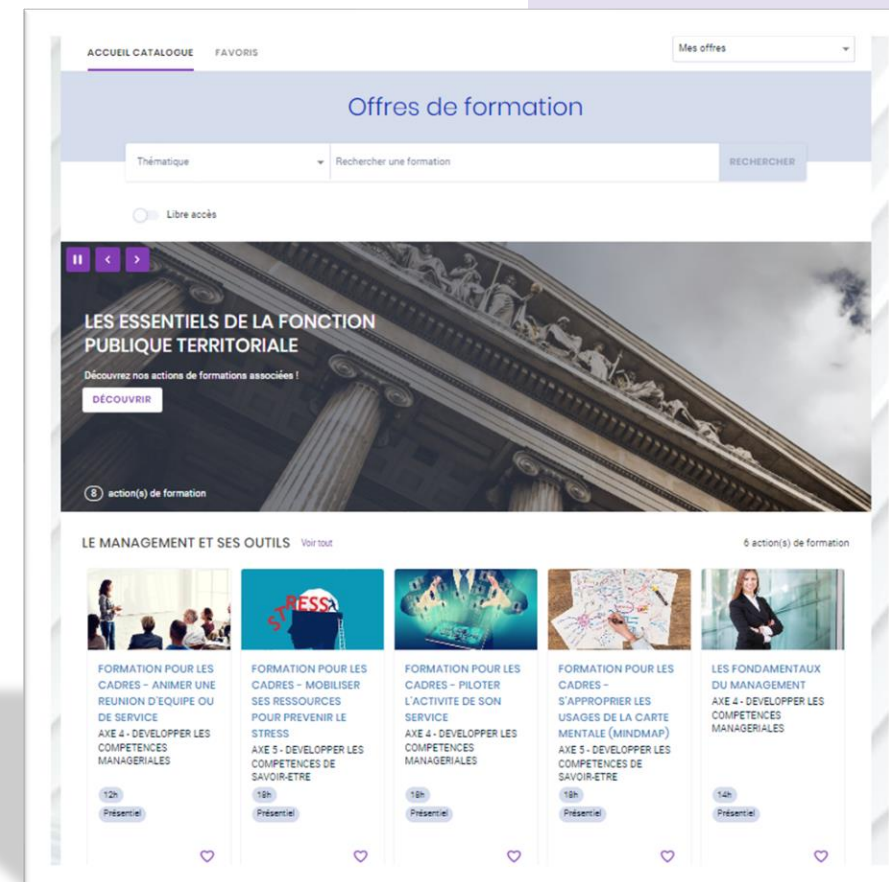 ACCUEIL CATALOGUE FAVORIS Mes offres
Offres de formation
Thématique Rechercher une formation RECHERCHER
Libre accès
LES ESSENTIELS DE LA FONCTION
PUBLIQUE TERRITORIALE
Découvrez nos actions de formations associées !
DÉCOUVRIR
8 action(s) de formation
LE MANAGEMENT ET SES OUTILS Voir tout 6 action(s) de formation
STRESS
FORMATION POUR LES
CADRES - ANIMER UNE
REUNION D'EQUIPE OU
DE SERVICE
AXE 4 - DEVELOPPER LES
COMPETENCES
MANAGERIALES
12h
Présentiel
FORMATION POUR LES
CADRES - MOBILISER
SES RESSOURCES
POUR PREVENIR LE
STRESS
AXE 5 - DEVELOPPER LES
COMPETENCES DE
SAVOIR-ETRE
18h
Présentiel
FORMATION POUR LES
CADRES - PILOTER
L'ACTIVITE DE SON
SERVICE
AXE 4 - DEVELOPPER LES
COMPETENCES
MANAGERIALES
18h
Présentiel
FORMATION POUR LES
CADRES -
S'APPROPRIER LES
USAGES DE LA CARTE
MENTALE (MINDMAP)
AXE 5 - DEVELOPPER LES
COMPETENCES DE
SAVOIR-ETRE
18h
Présentiel
LES FONDAMENTAUX
DU MANAGEMENT
AXE 4 - DEVELOPPER LES
COMPETENCES
MANAGERIALES
14h
Présentiel